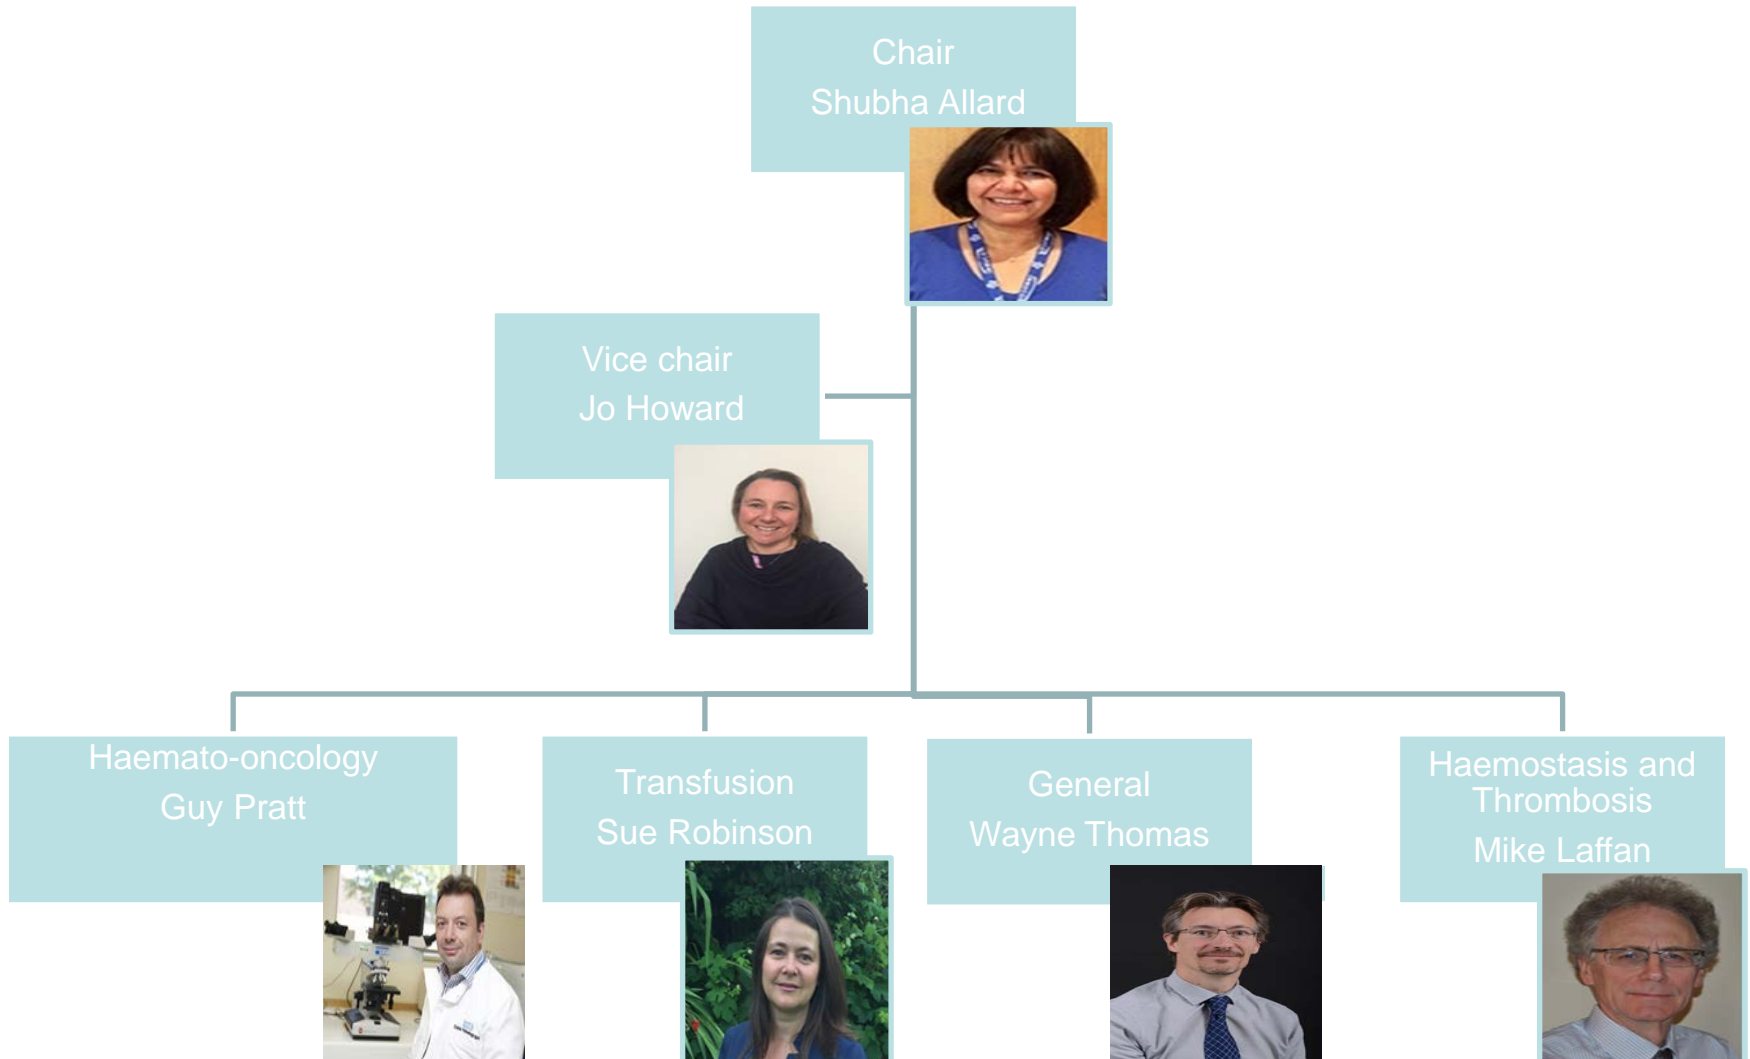 Chair
Shubha Allard
Vice chair
Jo Howard
Haemato-oncology
Guy Pratt
Transfusion
Sue Robinson
General
Wayne Thomas
Haemostasis and
Thrombosis
Mike Laffan